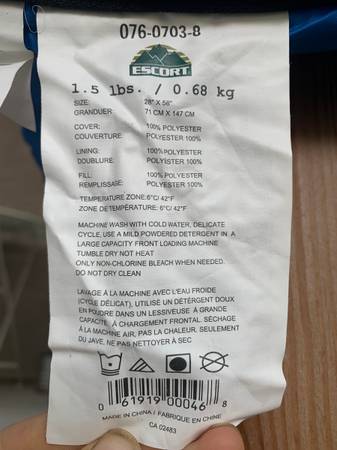 076-0703-8
ESCORT
1.5 lbs. / 0.68 kg
SIZE: 28" X 58"
GRANDUER: 71 CM X 147 CM
COVER: 100% POLYESTER
COUVERTURE: 100% POLYESTER
LINING: 100%POLYESTER
DOUBLURE: POLYÈSTER 100%
FILL: 100% POLYESTER
REMPLISSAGE: POLYÈSTER 100%
TEMPERATURE ZONE:6°C/ 42°F
ZONE DE TEMPÉRATURE: 6°C/ 42°F
MACHINE WASH WITH COLD WATER, DELICATE
CYCLE, USE A MILD POWDERED DETERGENT IN A
LARGE CAPACITY FRONT LOADING MACHINE
TUMBLE DRY NOT HEAT
ONLY NON-CHLORINE BLEACH WHEN NEEDED.
DO NOT DRY CLEAN
LAVAGE À LA MACHINE AVEC L'EAU FROIDE
(CYCLE DÉLICAT), UTILISÉ UN DÉTERGENT DOUX
EN POUDRE DANS UN LESSIVEUSE À GRANDE
CAPACITÉ À CHARGEMENT FRONTAL. SÉCHAGE
À LA MACHINE AIR, PAS LA CHALEUR, SEULEMENT
DU JAVE, NE PAS NETTOYER À SEC
0 61919 00046 8
MADE IN CHINA / FABRIQUE EN CHINE
CA 02483